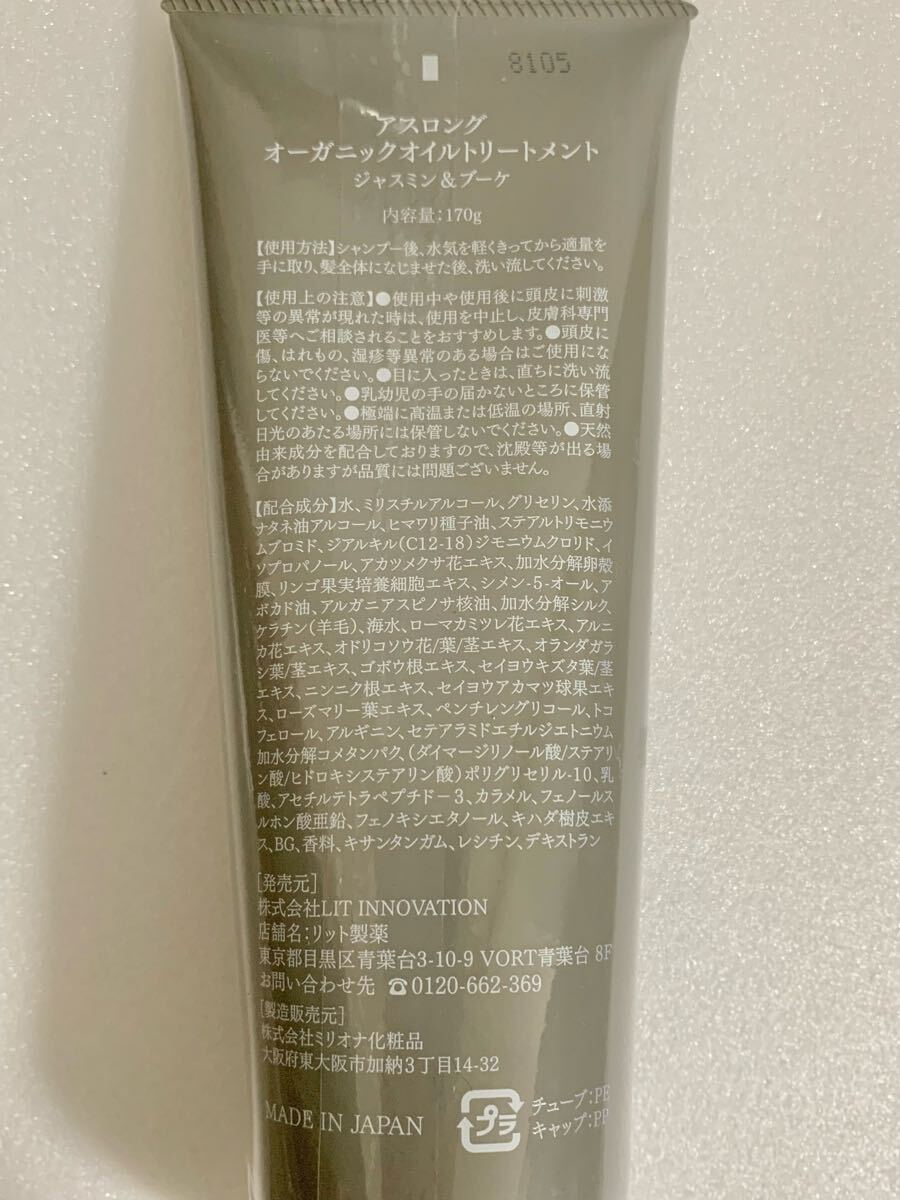 8105
アスロング
オーガニックオイルトリートメント
ジャスミン&ブーケ
内容量:170g
【使用方法】シャンプー後、水気を軽くきってから適量を
手に取り、髪全体になじませた後、洗い流してください。
【使用上の注意】●使用中や使用後に頭皮に刺激
等の異常が現れた時は、使用を中止し、皮膚科専門
医等へご相談されることをおすすめします。●頭皮に
傷、はれもの、湿疹等異常のある場合はご使用にな
らないでください。●目に入ったときは、直ちに洗い流
してください。●乳幼児の手の届かないところに保管
してください。●極端に高温または低温の場所、直射
日光のあたる場所には保管しないでください。●天然
由来成分を配合しておりますので、沈殿等が出る場
合がありますが品質には問題ございません。
【配合成分】水、ミリスチルアルコール、グリセリン、水添
ナタネ油アルコール、ヒマワリ種子油、ステアルトリモニウ
ムブロミド、ジアルキル(C12-18)ジモニウムクロリド、イ
ソプロパノール、アカツメクサ花エキス、加水分解卵殻
膜、リンゴ果実培養細胞エキス、シメン-5-オール、ア
ボカド油、アルガニアスピノサ核油、加水分解シルク、
ケラチン(羊毛)、海水、ローマカミツレ花エキス、アルニ
カ花エキス、オドリコソウ花/葉/茎エキス、オランダガラ
シ葉/茎エキス、ゴボウ根エキス、セイヨウキズタ葉/茎
エキス、ニンニク根エキス、セイヨウアカマツ球果エキ
ス、ローズマリー葉エキス、ペンチレングリコール、トコ
フェロール、アルギニン、セテアラミドエチルジエトニウム
加水分解コメタンパク、(ダイマージリノール酸/ステアリ
ン酸/ヒドロキシステアリン酸)ポリグリセリル-10、乳
酸、アセチルテトラペプチド-3、カラメル、フェノールス
ルホン酸亜鉛、フェノキシエタノール、キハダ樹皮エキ
ス、BG、香料、キサンタンガム、レシチン、デキストラン
[発売元]
株式会社LIT INNOVATION
店舗名:リット製薬
東京都目黒区青葉台3-10-9 VORT青葉台 8F
お問い合わせ先 ☎0120-662-369
[製造販売元]
株式会社ミリオナ化粧品
大阪府東大阪市加納3丁目14-32
MADE IN JAPAN
プラ
チューブ:PE
キャップ:PP